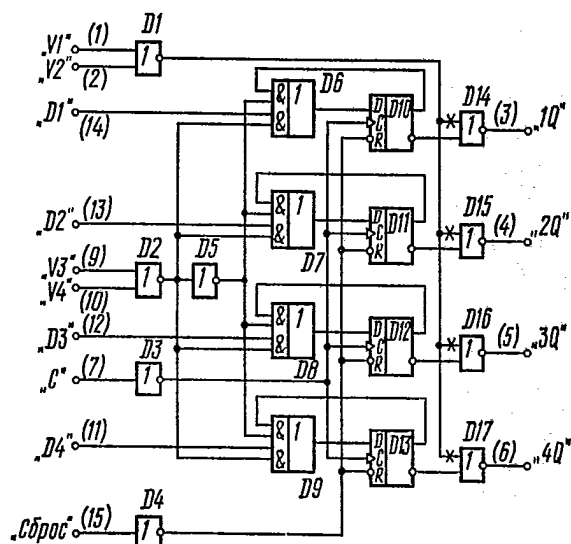 „V1" (1) D1
„V2" (2)
„D1" (14)
& 1 D6
D D10
C
R
D14
1 (3) „1Q"
„D2" (13)
& 1 D7
D D11
C
R
D15
1 (4) „2Q"
„V3" (9) D2 D5
„V4" (10) 1 1
„D3" (12)
& 1 D8
D D12
C
R
D16
1 (5) „3Q"
„C" (7) D3
1
„D4" (11)
& 1 D9
D D13
C
R
D17
1 (6) „4Q"
„Сброс" (15) D4
1